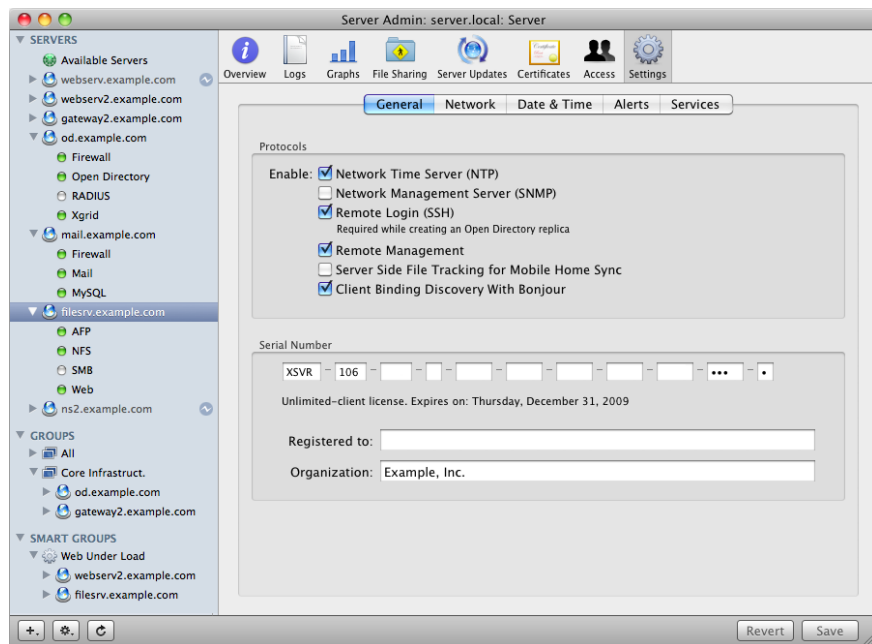 Server Admin: server.local: Server
SERVERS
Available Servers
webserv.example.com
webserv2.example.com
gateway2.example.com
od.example.com
Firewall
Open Directory
RADIUS
Xgrid
mail.example.com
Firewall
Mail
MySQL
filesrv.example.com
AFP
NFS
SMB
Web
ns2.example.com
GROUPS
All
Core Infrastruct.
od.example.com
gateway2.example.com
SMART GROUPS
Web Under Load
webserv2.example.com
filesrv.example.com
Overview Logs Graphs File Sharing Server Updates Certificates Access Settings
General Network Date & Time Alerts Services
Protocols
Enable: Network Time Server (NTP)
Network Management Server (SNMP)
Remote Login (SSH)
Required while creating an Open Directory replica
Remote Management
Server Side File Tracking for Mobile Home Sync
Client Binding Discovery With Bonjour
Serial Number
XSVR - 106 - - - - - - - - ••• - •
Unlimited-client license. Expires on: Thursday, December 31, 2009
Registered to:
Organization: Example, Inc.
Revert Save